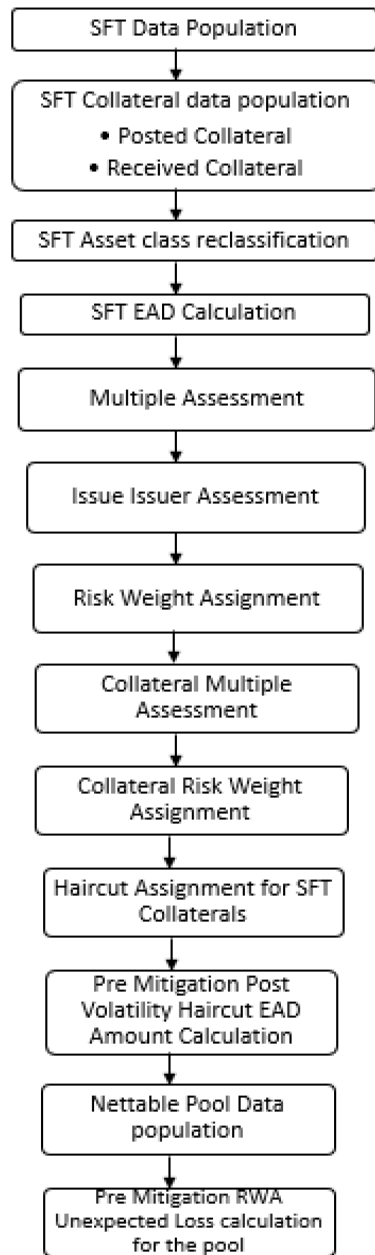 SFT Data Population
SFT Collateral data population
• Posted Collateral
• Received Collateral
SFT Asset class reclassification
SFT EAD Calculation
Multiple Assessment
Issue Issuer Assessment
Risk Weight Assignment
Collateral Multiple
Assessment
Collateral Risk Weight
Assignment
Haircut Assignment for SFT
Collaterals
Pre Mitigation Post
Volatility Haircut EAD
Amount Calculation
Nettable Pool Data
population
Pre Mitigation RWA
Unexpected Loss calculation
for the pool